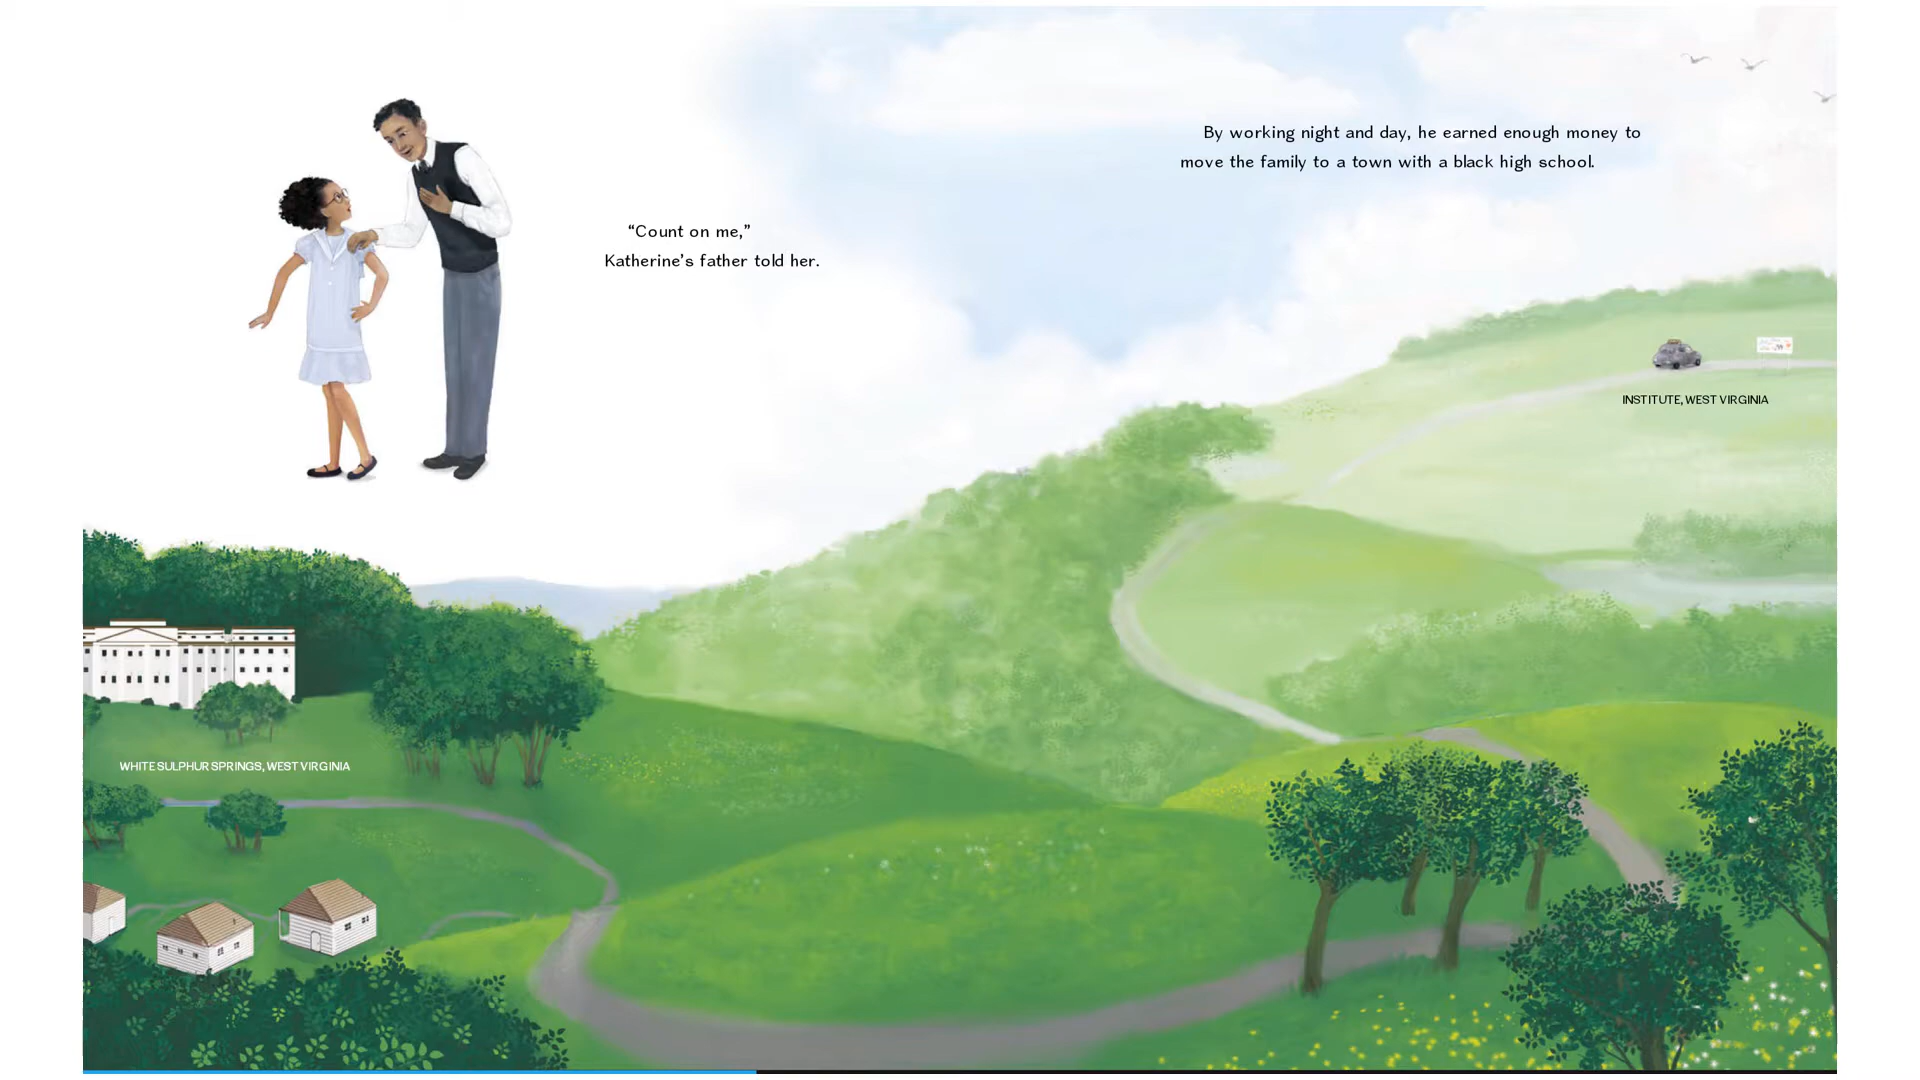 “Count on me,”
Katherine’s father told her.
By working night and day, he earned enough money to
move the family to a town with a black high school.
INSTITUTE, WEST VIRGINIA
WHITE SULPHUR SPRINGS, WEST VIRGINIA